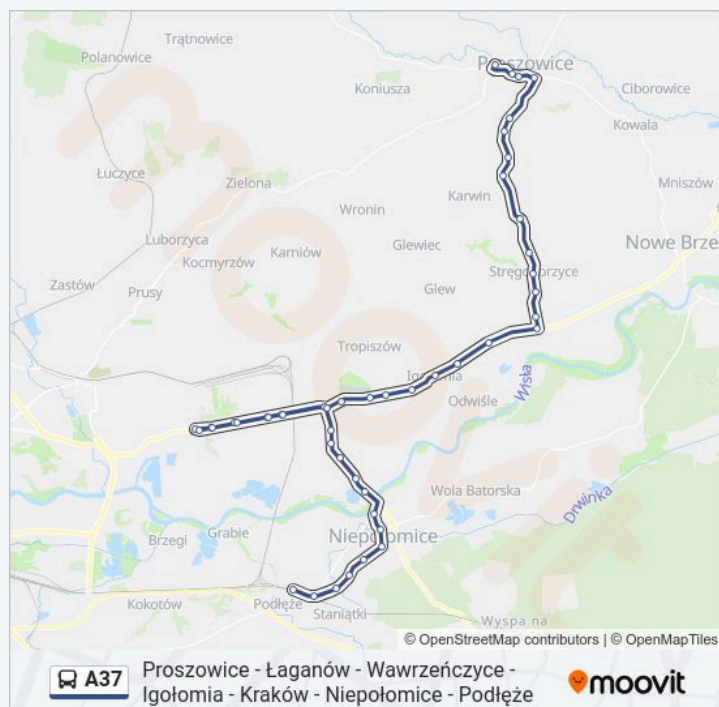 Trątnowice
Polanowice
Proszowice
Koniusza
Ciborowice
Kowala
Łuczyce
Zielona
Karwin
Mniszów
Wronin
Luborzyca
Karniów
Glewiec
Nowe Brze
Kocmyrzów
Zastów
Prusy
Glew
Stręgoborzyce
Tropiszów
Igołomia
Wisła
Odwiśle
Wola Batorska
Drwinka
Brzegi
Grabie
Niepołomice
Kokotów
Podłęże
Staniątki
Wyspa na
© OpenStreetMap contributors | © OpenMapTiles
A37
Proszowice - Łaganów - Wawrzeńczyce -
Igołomia - Kraków - Niepołomice - Podłęże
moovit